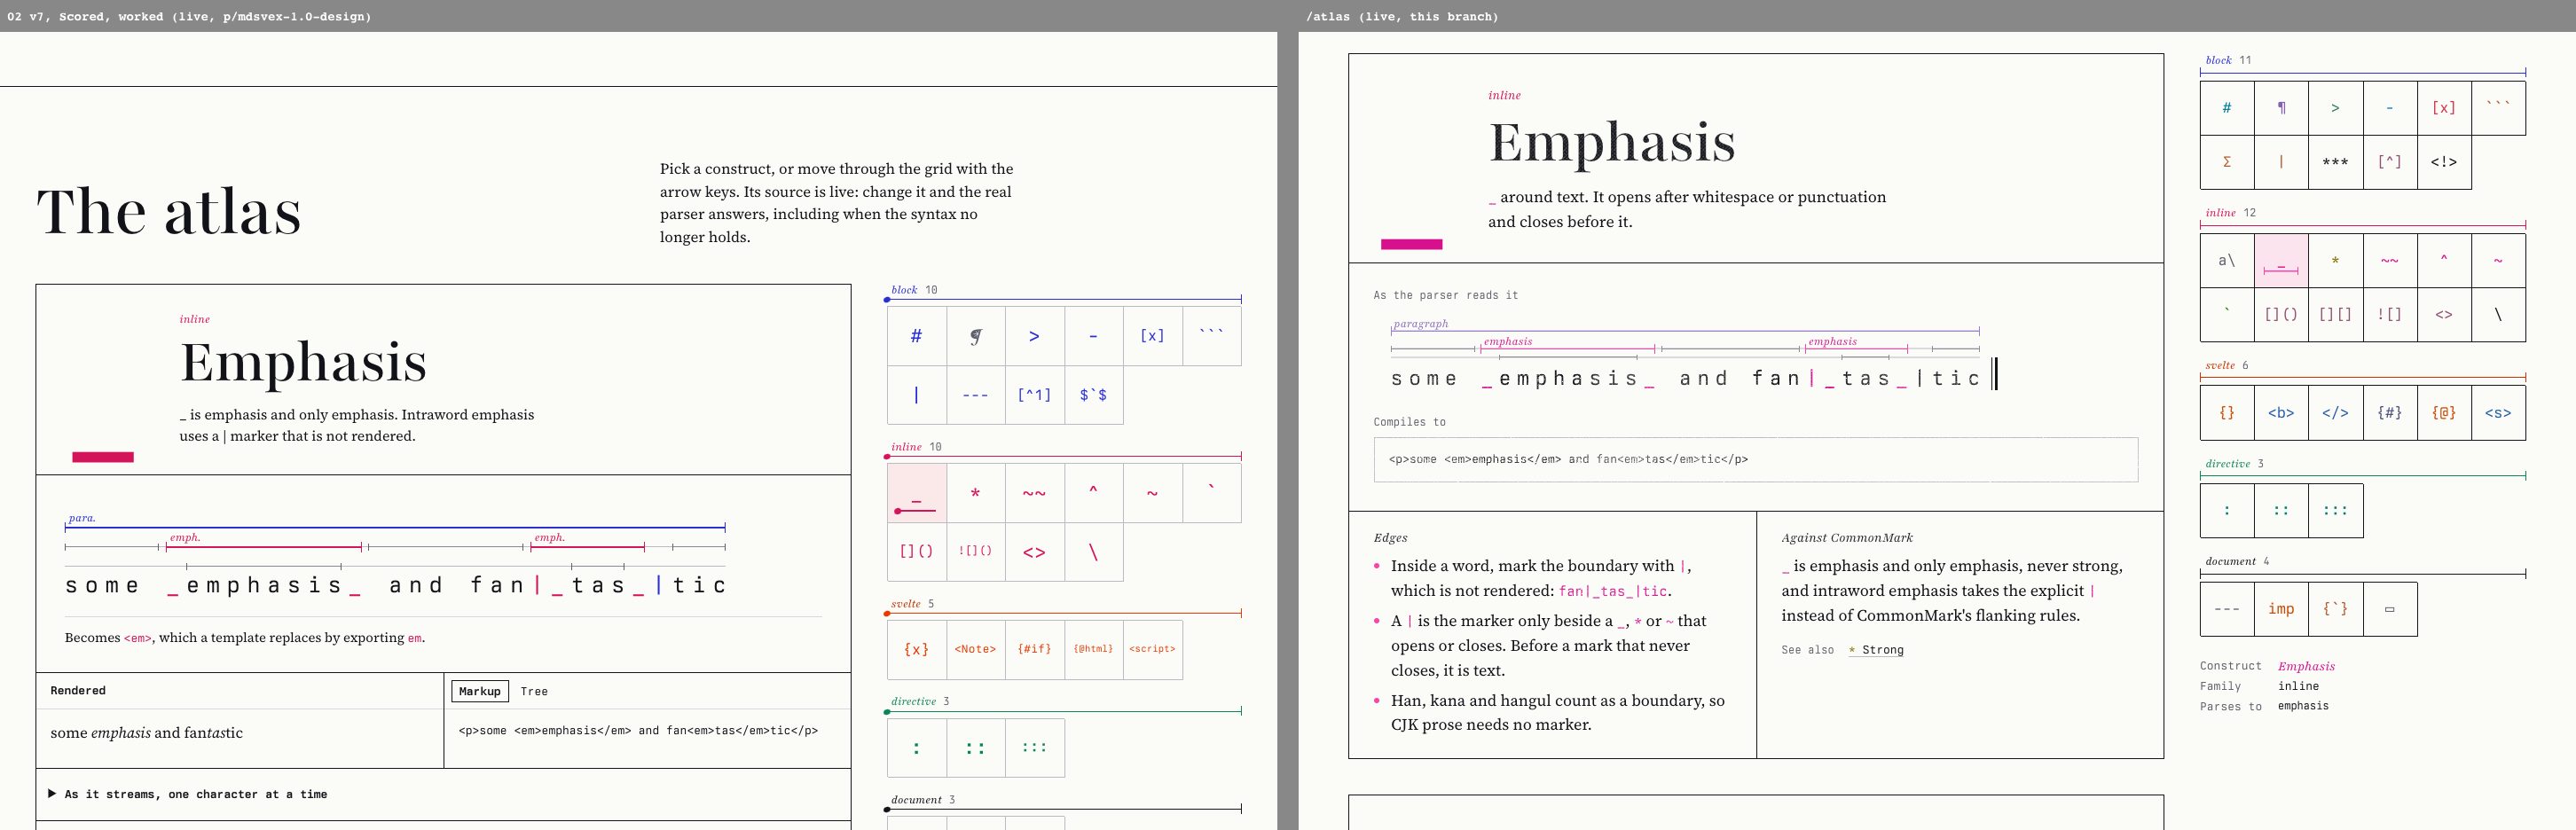 02 v7, Scored, worked (live, p/mdsvex-1.0-design)
The atlas
Pick a construct, or move through the grid with the
arrow keys. Its source is live: change it and the real
parser answers, including when the syntax no
longer holds.
inline
Emphasis
_ is emphasis and only emphasis. Intraword emphasis
uses a | marker that is not rendered.
para.
emph. emph.
some _emphasis_ and fan|_tas_|tic
Becomes <em>, which a template replaces by exporting em.
Rendered
some emphasis and fantastic
Markup Tree
<p>some <em>emphasis</em> and fan<em>tas</em>tic</p>
▶ As it streams, one character at a time
block 10
# ¶ > - [x] ```
| --- [^1] $`$
inline 10
_ * ~~ ^ ~ `
[]() ![]() <> \
svelte 5
{x} <Note> {#if} {@html} <script>
directive 3
: :: :::
document 3
/atlas (live, this branch)
inline
Emphasis
_ around text. It opens after whitespace or punctuation
and closes before it.
As the parser reads it
paragraph
emphasis emphasis
some _emphasis_ and fan|_tas_|tic
Compiles to
<p>some <em>emphasis</em> and fan<em>tas</em>tic</p>
Edges
• Inside a word, mark the boundary with |,
which is not rendered: fan|_tas_|tic.
• A | is the marker only beside a _, * or ~ that
opens or closes. Before a mark that never
closes, it is text.
• Han, kana and hangul count as a boundary, so
CJK prose needs no marker.
Against CommonMark
_ is emphasis and only emphasis, never strong,
and intraword emphasis takes the explicit |
instead of CommonMark's flanking rules.
See also * Strong
block 11
# ¶ > - [x] ```
Σ | *** [^] <!>
inline 12
a\ _ * ~~ ^ ~
` []() [][] ![] <> \
svelte 6
{} <b> </> {#} {@} <s>
directive 3
: :: :::
document 4
--- imp {`} ▭
Construct Emphasis
Family inline
Parses to emphasis